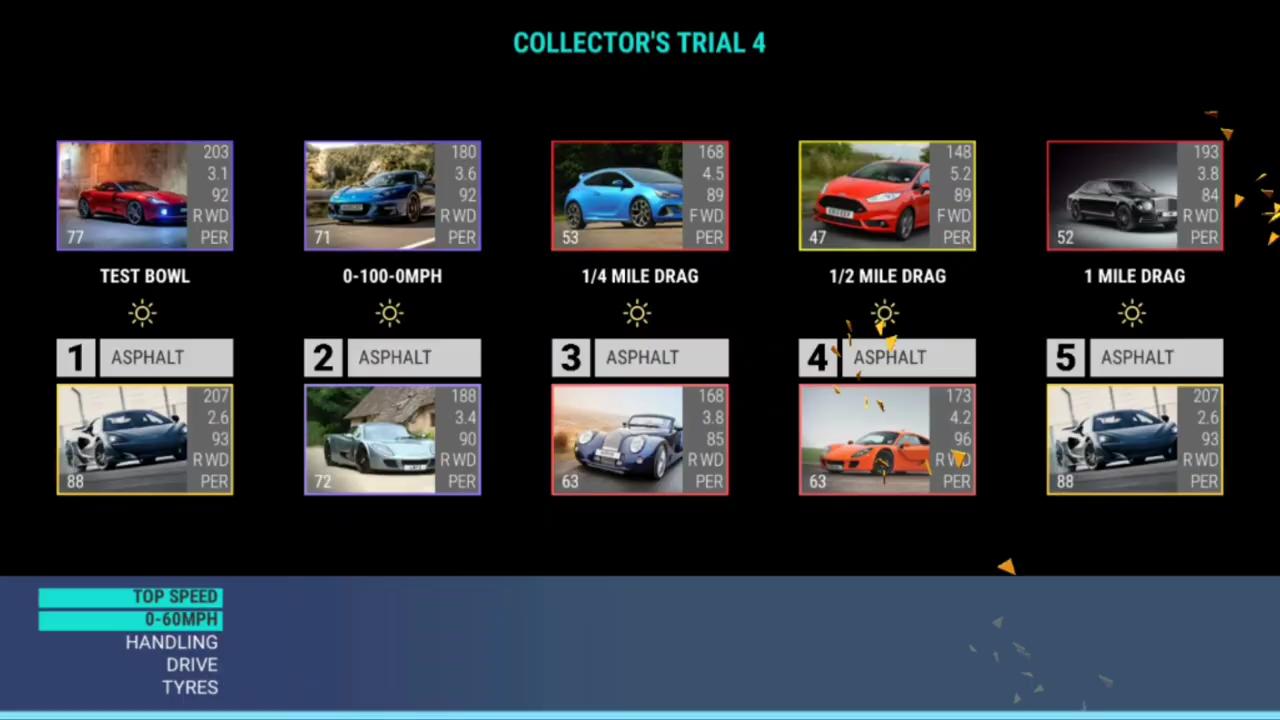 COLLECTOR'S TRIAL 4
203 180 168 148 193
3.1 3.6 4.5 5.2 3.8
92 92 89 89 84
RWD RWD FWD FWD RWD
77 PER 71 PER 53 PER 47 PER 52 PER
TEST BOWL 0-100-0MPH 1/4 MILE DRAG 1/2 MILE DRAG 1 MILE DRAG
1 ASPHALT 2 ASPHALT 3 ASPHALT 4 ASPHALT 5 ASPHALT
207 188 168 173 207
2.6 3.4 3.8 4.2 2.6
93 90 85 96 93
RWD RWD RWD RWD RWD
88 PER 72 PER 63 PER 63 PER 88 PER
TOP SPEED
0-60MPH
HANDLING
DRIVE
TYRES